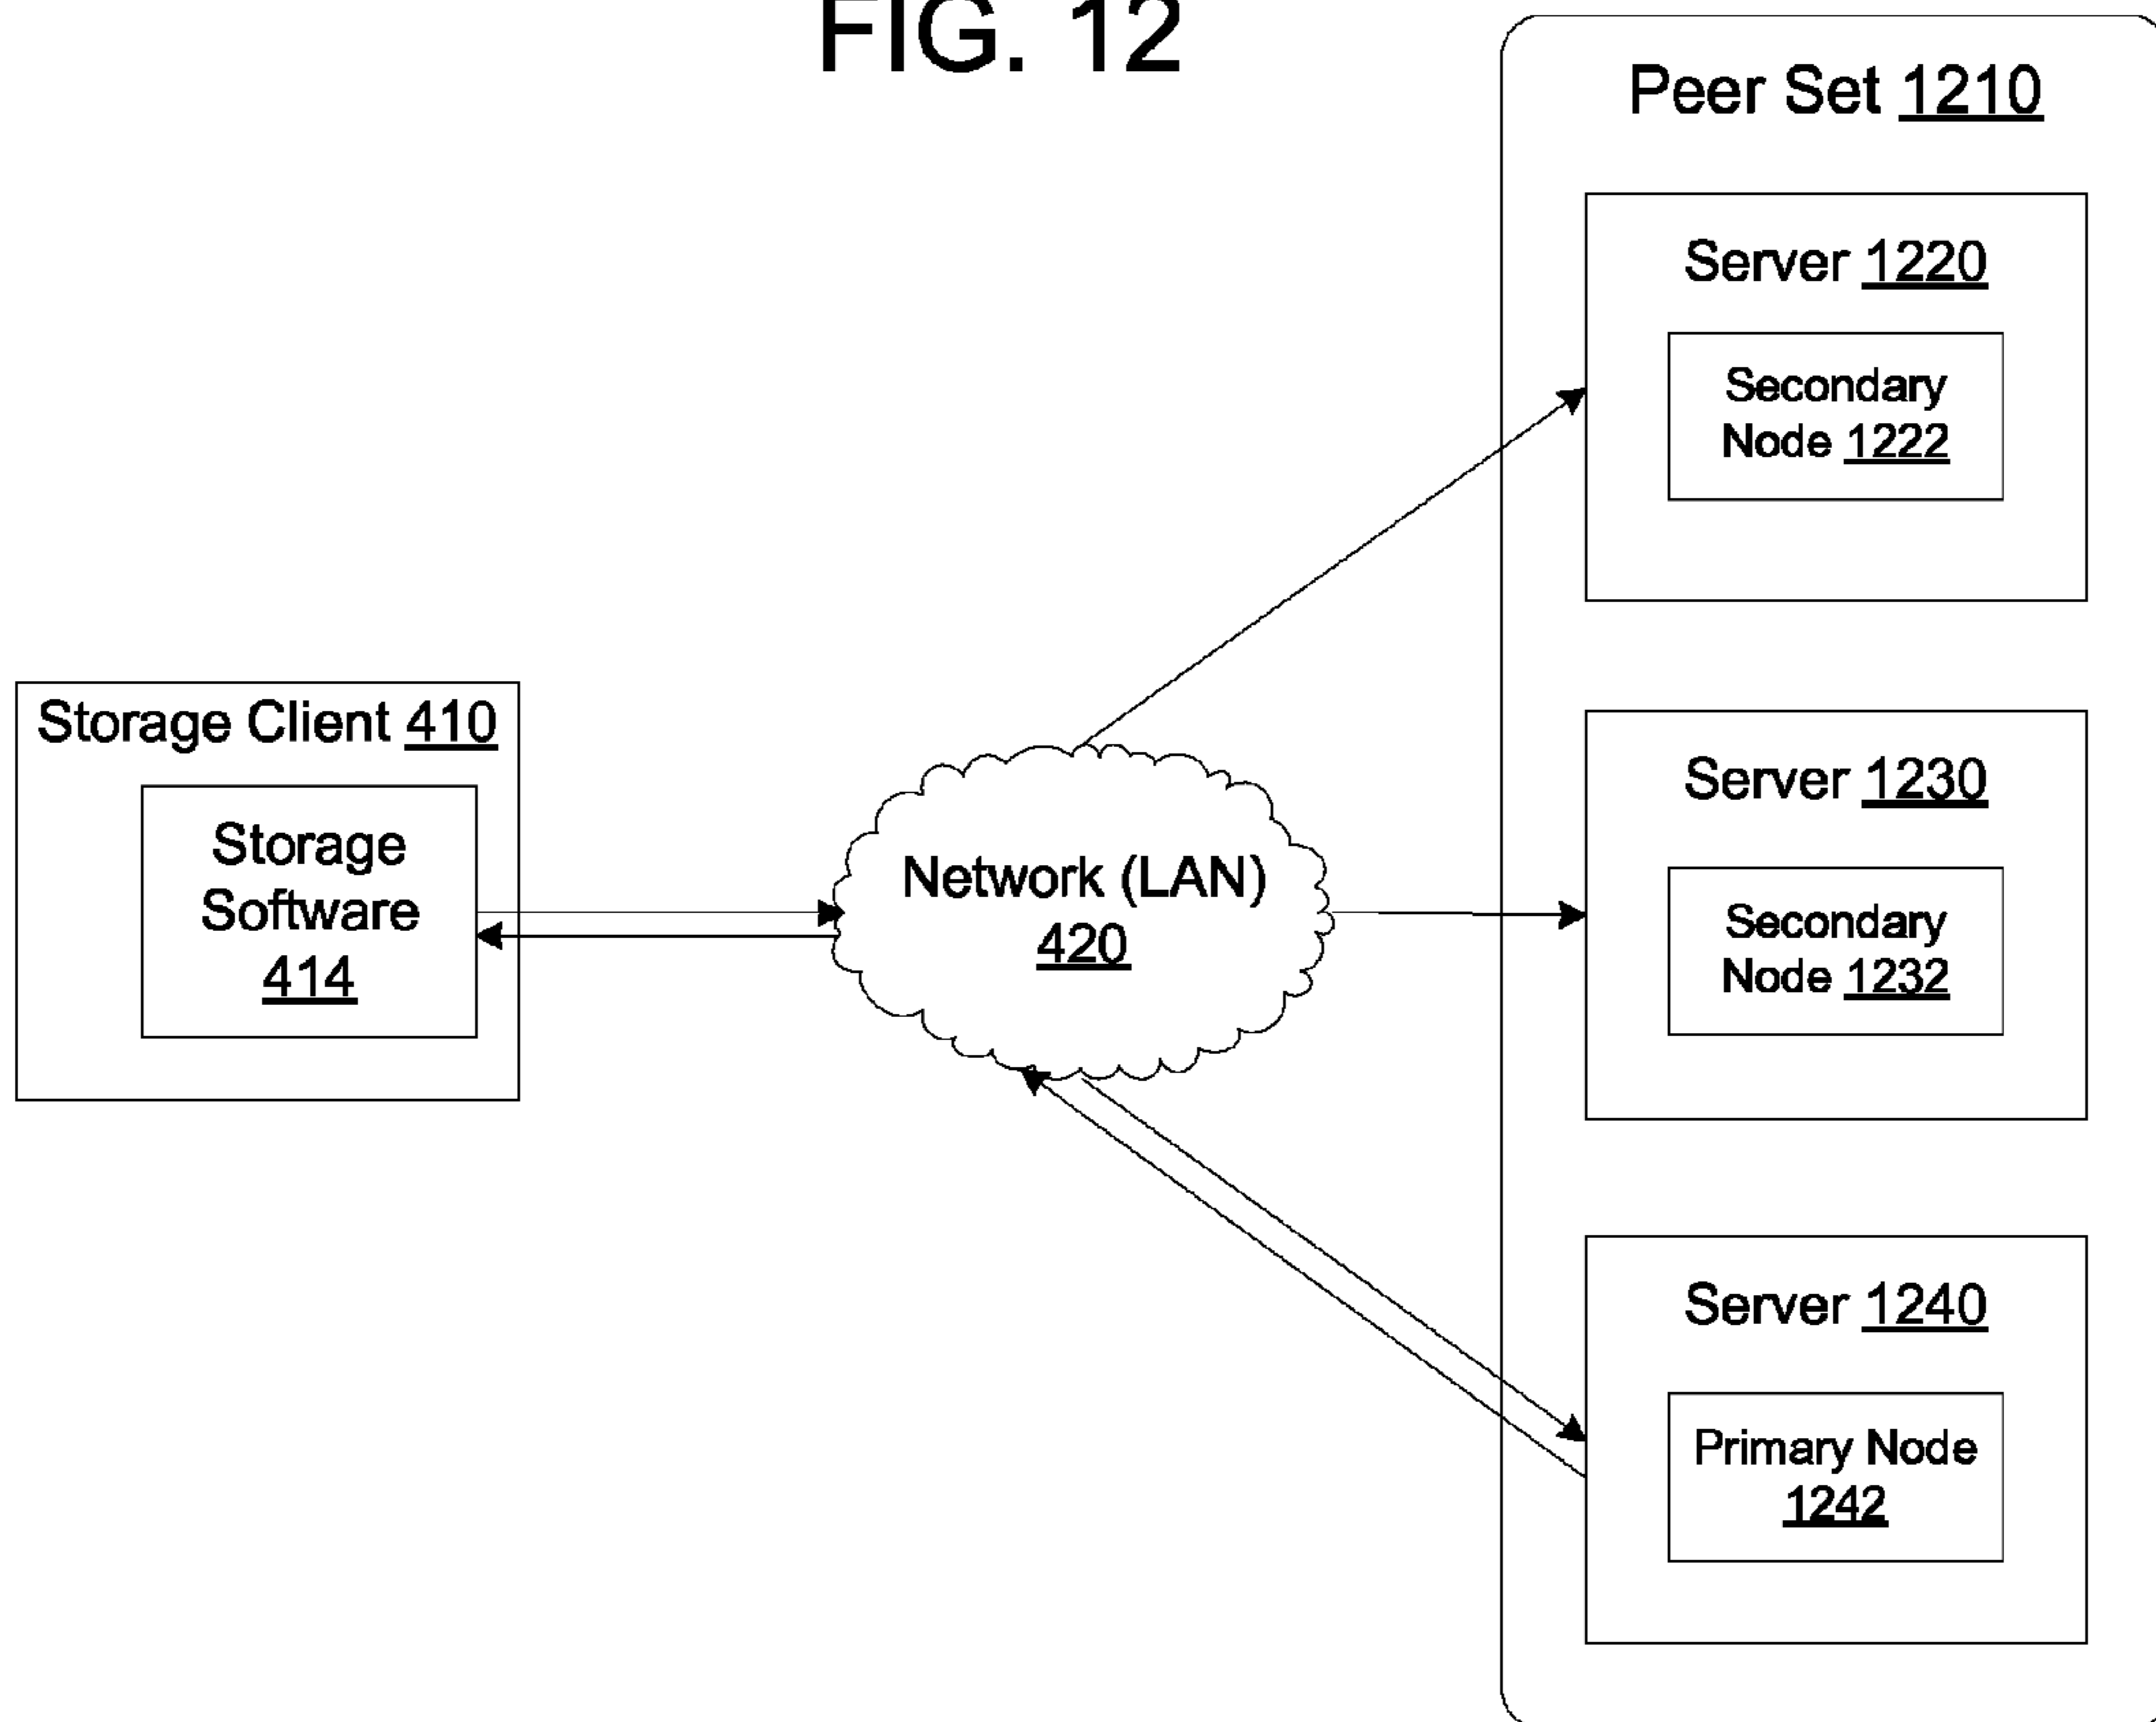 FIG. 12
Peer Set 1210
Server 1220
Secondary
Node 1222
Storage Client 410
Storage
Software
414
Network (LAN)
420
Server 1230
Secondary
Node 1232
Server 1240
Primary Node
1242